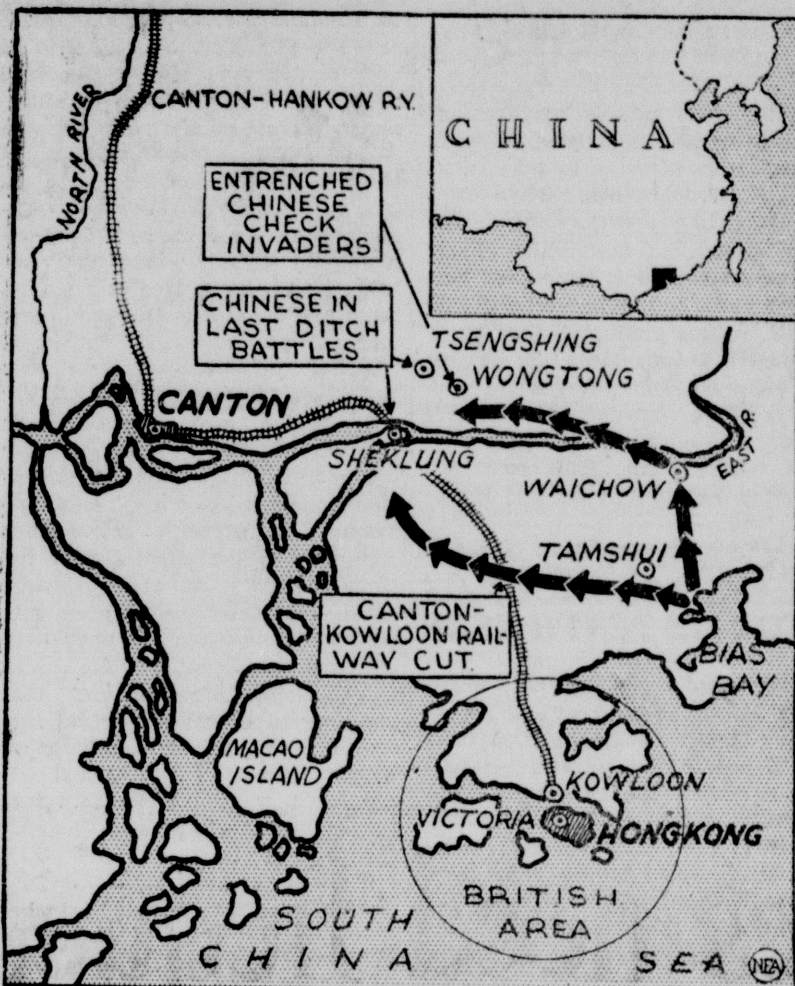 CANTON-HANKOW R.Y.
NORTH RIVER
CHINA
ENTRENCHED
CHINESE
CHECK
INVADERS
CHINESE IN
LAST DITCH
BATTLES
TSENGSHING
WONGTONG
CANTON
SHEKLUNG
EAST R.
WAICHOW
TAMSHUI
CANTON-
KOWLOON RAIL-
WAY CUT.
BIAS
BAY
MACAO
ISLAND
KOWLOON
VICTORIA
HONGKONG
BRITISH
AREA
SOUTH
CHINA SEA
NEA